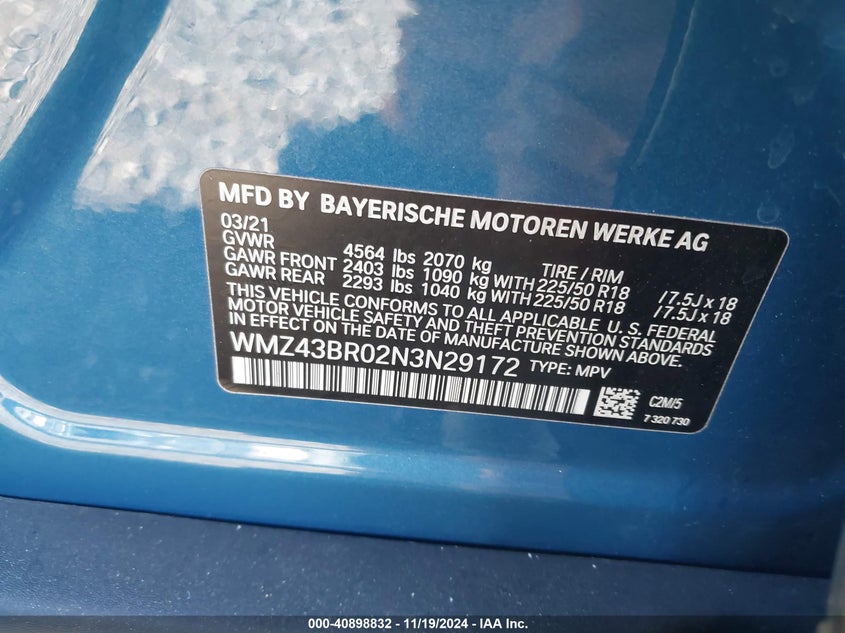 MFD BY BAYERISCHE MOTOREN WERKE AG
03/21
GVWR 4564 lbs 2070 kg TIRE / RIM
GAWR FRONT 2403 lbs 1090 kg WITH 225/50 R18 / 7.5J x 18
GAWR REAR 2293 lbs 1040 kg WITH 225/50 R18 / 7.5J x 18
THIS VEHICLE CONFORMS TO ALL APPLICABLE U. S. FEDERAL
MOTOR VEHICLE SAFETY AND THEFT PREVENTION STANDARDS
IN EFFECT ON THE DATE OF MANUFACTURE SHOWN ABOVE.
WMZ43BR02N3N29172 TYPE: MPV
C2M/5
7 320 730
000-40898832 - 11/19/2024 - IAA Inc.